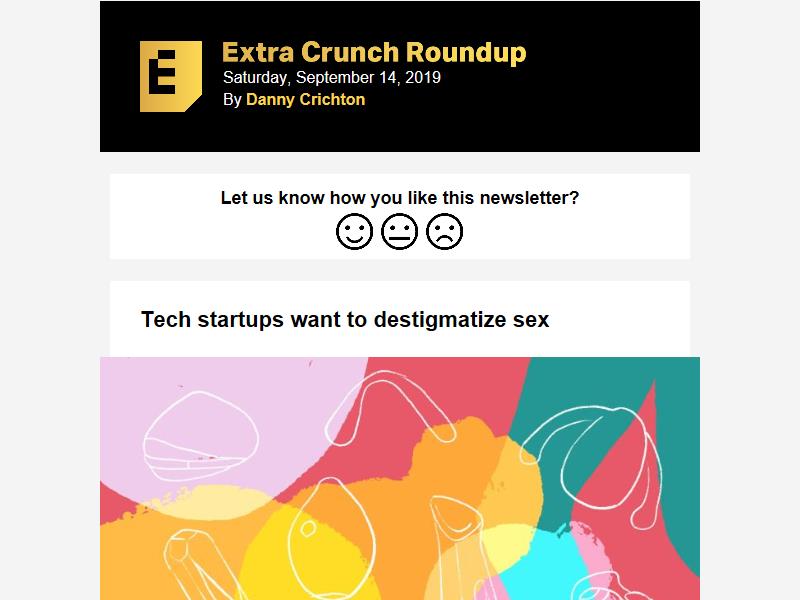 Extra Crunch Roundup
Saturday, September 14, 2019
By Danny Crichton
Let us know how you like this newsletter?
Tech startups want to destigmatize sex